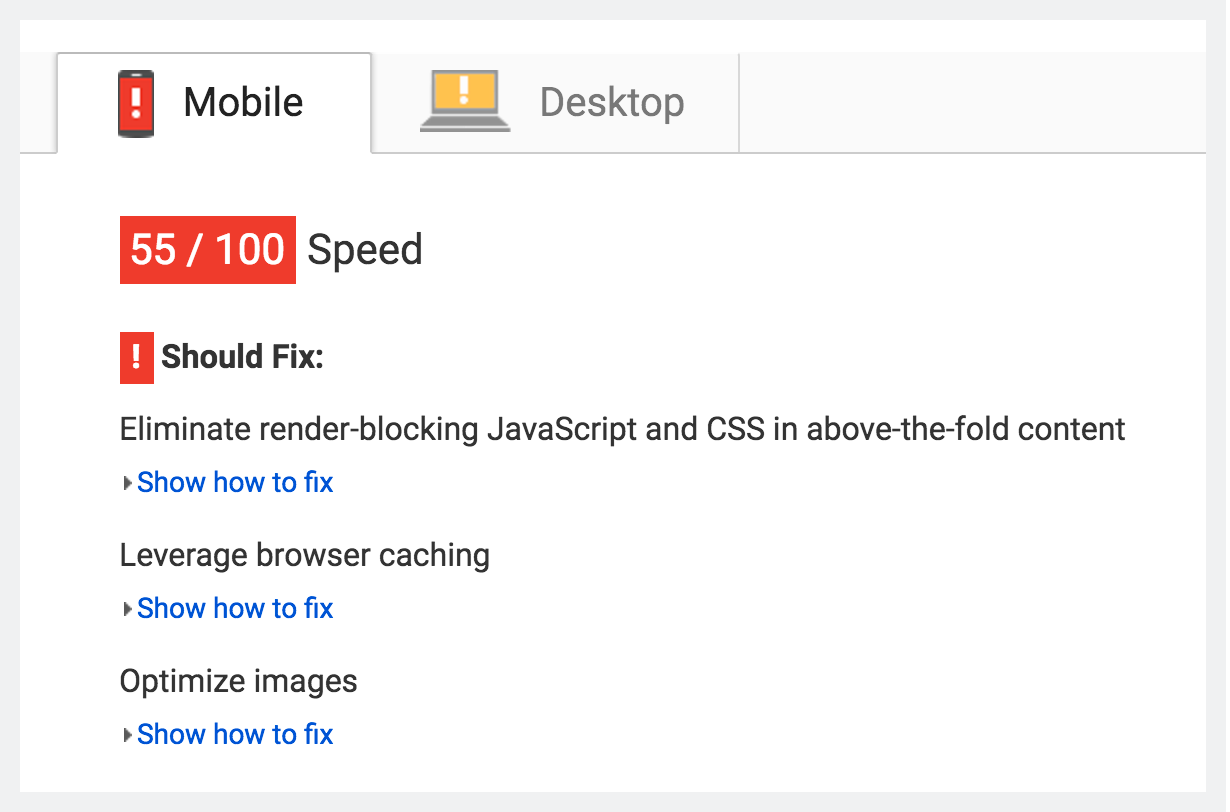 Mobile
Desktop
55 / 100 Speed
! Should Fix:
Eliminate render-blocking JavaScript and CSS in above-the-fold content
Show how to fix
Leverage browser caching
Show how to fix
Optimize images
Show how to fix